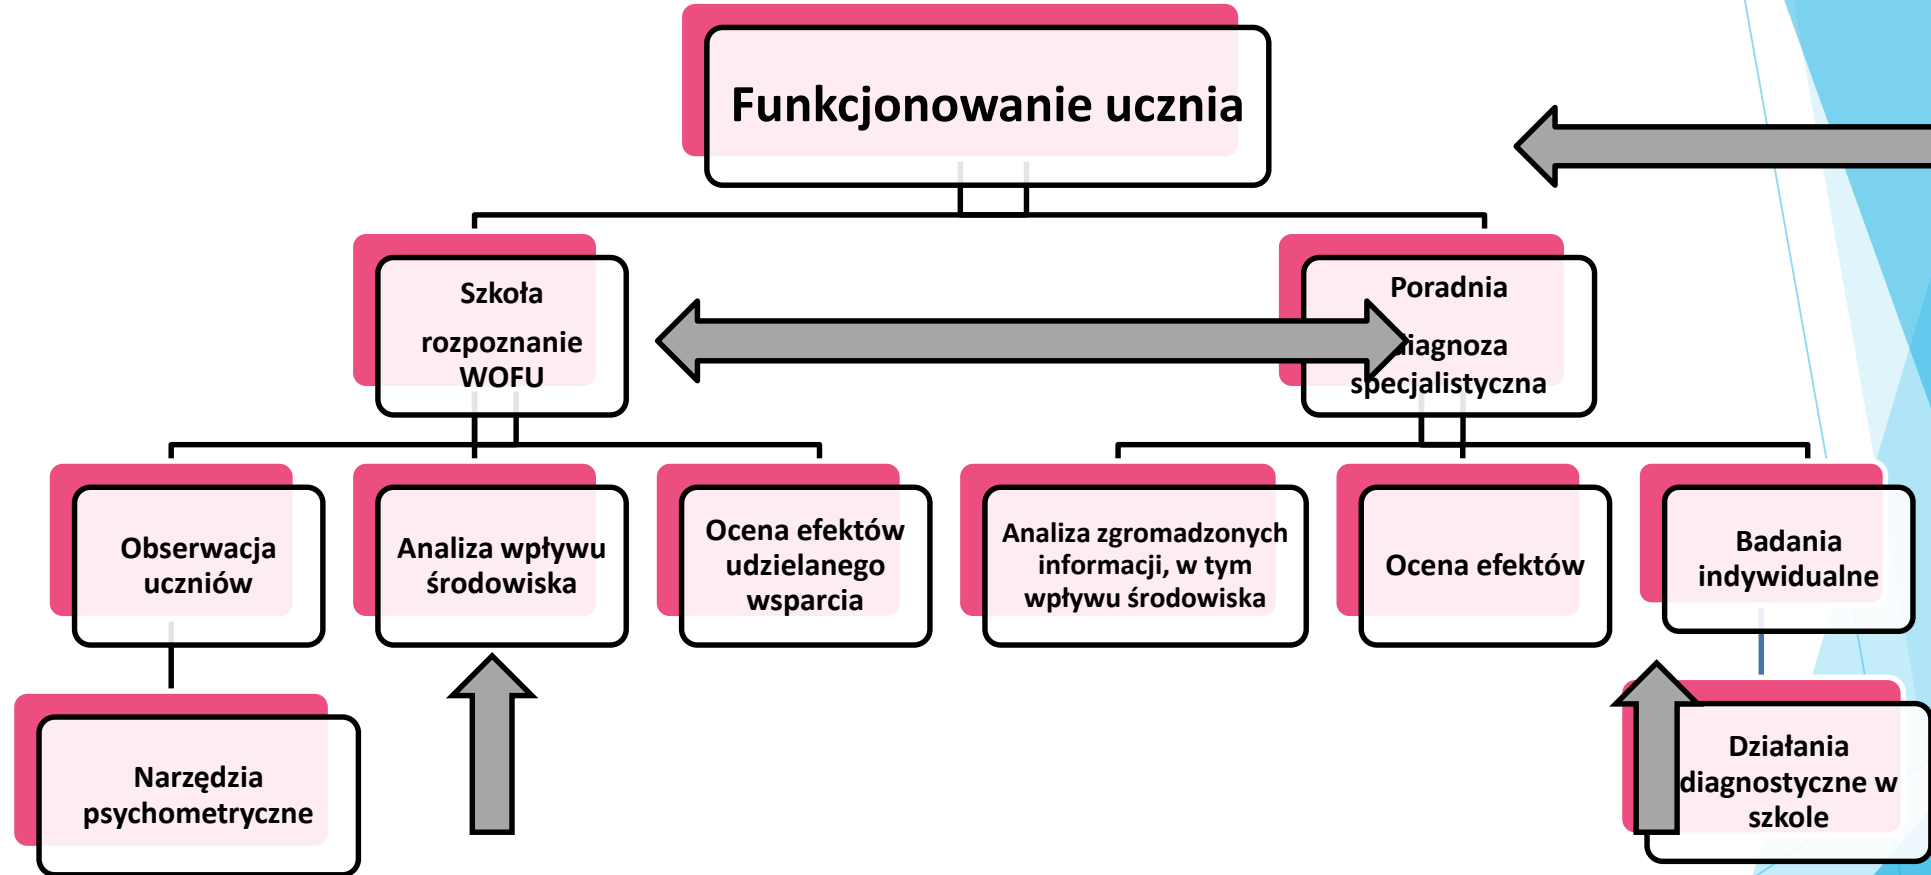 Funkcjonowanie ucznia
Szkoła
rozpoznanie
WOFU
Poradnia
diagnoza
specjalistyczna
Obserwacja
uczniów
Analiza wpływu
środowiska
Ocena efektów
udzielanego
wsparcia
Analiza zgromadzonych
informacji, w tym
wpływu środowiska
Ocena efektów
Badania
indywidualne
Narzędzia
psychometryczne
Działania
diagnostyczne w
szkole